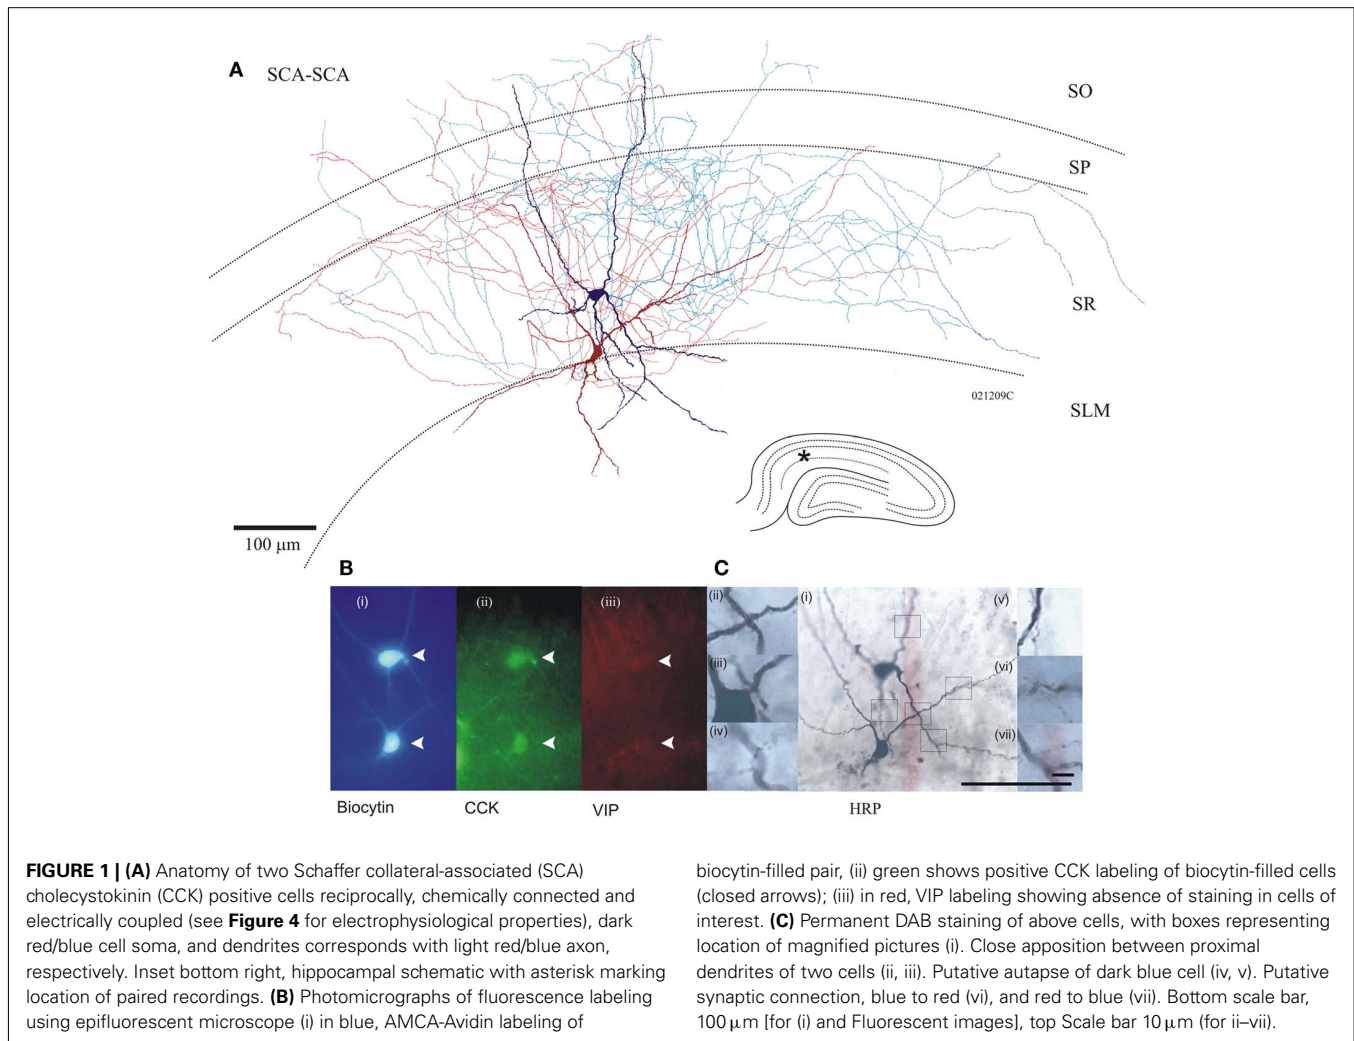 A
SCA-SCA
SO
SP
SR
021209C
SLM
*
100 µm
B
C
(i)
(ii)
(iii)
(ii)
(i)
(v)
(iii)
(vi)
(iv)
(vii)
Biocytin
CCK
VIP
HRP
FIGURE 1 | (A) Anatomy of two Schaffer collateral-associated (SCA)
cholecystokinin (CCK) positive cells reciprocally, chemically connected and
electrically coupled (see Figure 4 for electrophysiological properties), dark
red/blue cell soma, and dendrites corresponds with light red/blue axon,
respectively. Inset bottom right, hippocampal schematic with asterisk marking
location of paired recordings. (B) Photomicrographs of fluorescence labeling
using epifluorescent microscope (i) in blue, AMCA-Avidin labeling of
biocytin-filled pair, (ii) green shows positive CCK labeling of biocytin-filled cells
(closed arrows); (iii) in red, VIP labeling showing absence of staining in cells of
interest. (C) Permanent DAB staining of above cells, with boxes representing
location of magnified pictures (i). Close apposition between proximal
dendrites of two cells (ii, iii). Putative autapse of dark blue cell (iv, v). Putative
synaptic connection, blue to red (vi), and red to blue (vii). Bottom scale bar,
100 µm [for (i) and Fluorescent images], top Scale bar 10 µm (for ii–vii).